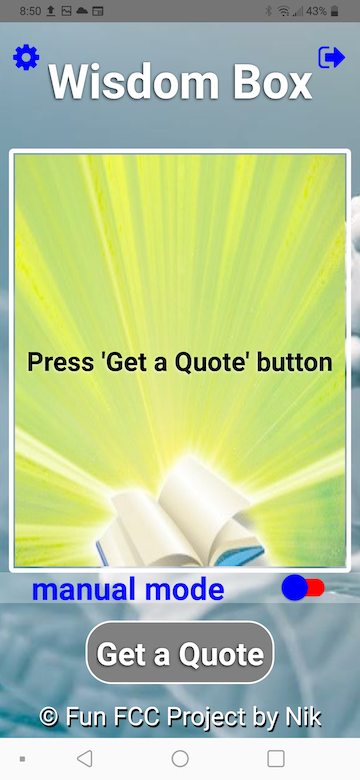 8:50 43%
Wisdom Box
Press 'Get a Quote' button
manual mode
Get a Quote
© Fun FCC Project by Nik